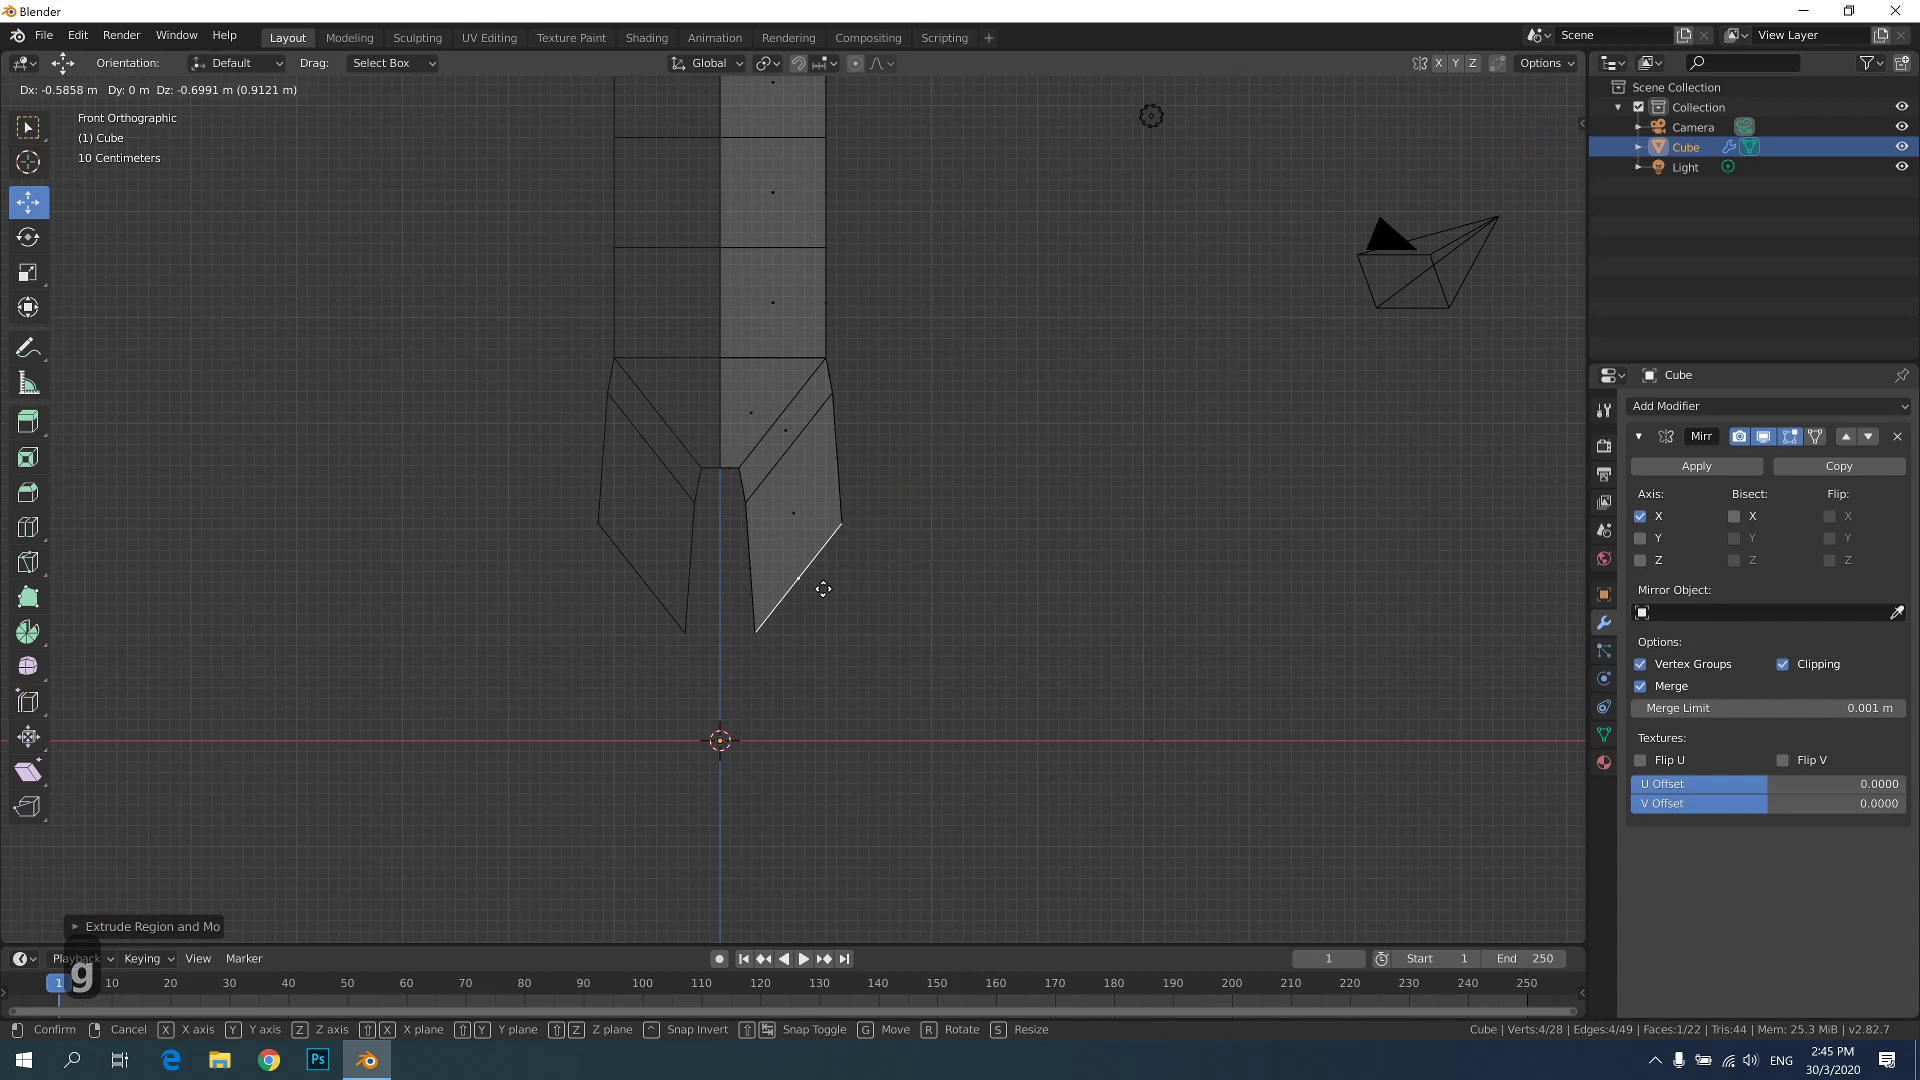 Blender
File Edit Render Window Help Layout Modeling Sculpting UV Editing Texture Paint Shading Animation Rendering Compositing Scripting + Scene View Layer
Orientation: Default Drag: Select Box Global X Y Z Options
Dx: -0.5858 m Dy: 0 m Dz: -0.6991 m (0.9121 m)
Front Orthographic
(1) Cube
10 Centimeters
Scene Collection
Collection
Camera
Cube
Light
Cube
Add Modifier
Mirr
Apply Copy
Axis: Bisect: Flip:
X X X
Y Y Y
Z Z Z
Mirror Object:
Options:
Vertex Groups Clipping
Merge
Merge Limit 0.001 m
Textures:
Flip U Flip V
U Offset 0.0000
V Offset 0.0000
Extrude Region and Mo
Playback Keying View Marker 1 Start 1 End 250
g
1 10 20 30 40 50 60 70 80 90 100 110 120 130 140 150 160 170 180 190 200 210 220 230 240 250
Confirm Cancel X X axis Y Y axis Z Z axis X X plane Y Y plane Z Z plane ^ Snap Invert Snap Toggle G Move R Rotate S Resize Cube | Verts:4/28 | Edges:4/49 | Faces:1/22 | Tris:44 | Mem: 25.3 MiB | v2.82.7
Ps ENG 2:45 PM
30/3/2020